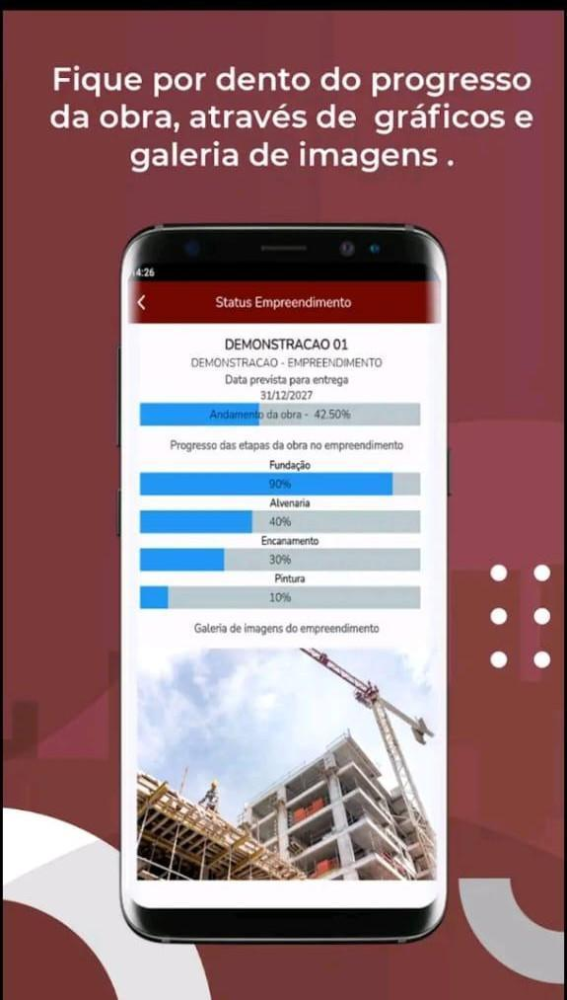 Fique por dento do progresso
da obra, através de gráficos e
galeria de imagens .
4:26
Status Empreendimento
DEMONSTRACAO 01
DEMONSTRACAO - EMPREENDIMENTO
Data prevista para entrega
31/12/2027
Andamento da obra - 42.50%
Progresso das etapas da obra no empreendimento
Fundação
90%
Alvenaria
40%
Encanamento
30%
Pintura
10%
Galeria de imagens do empreendimento